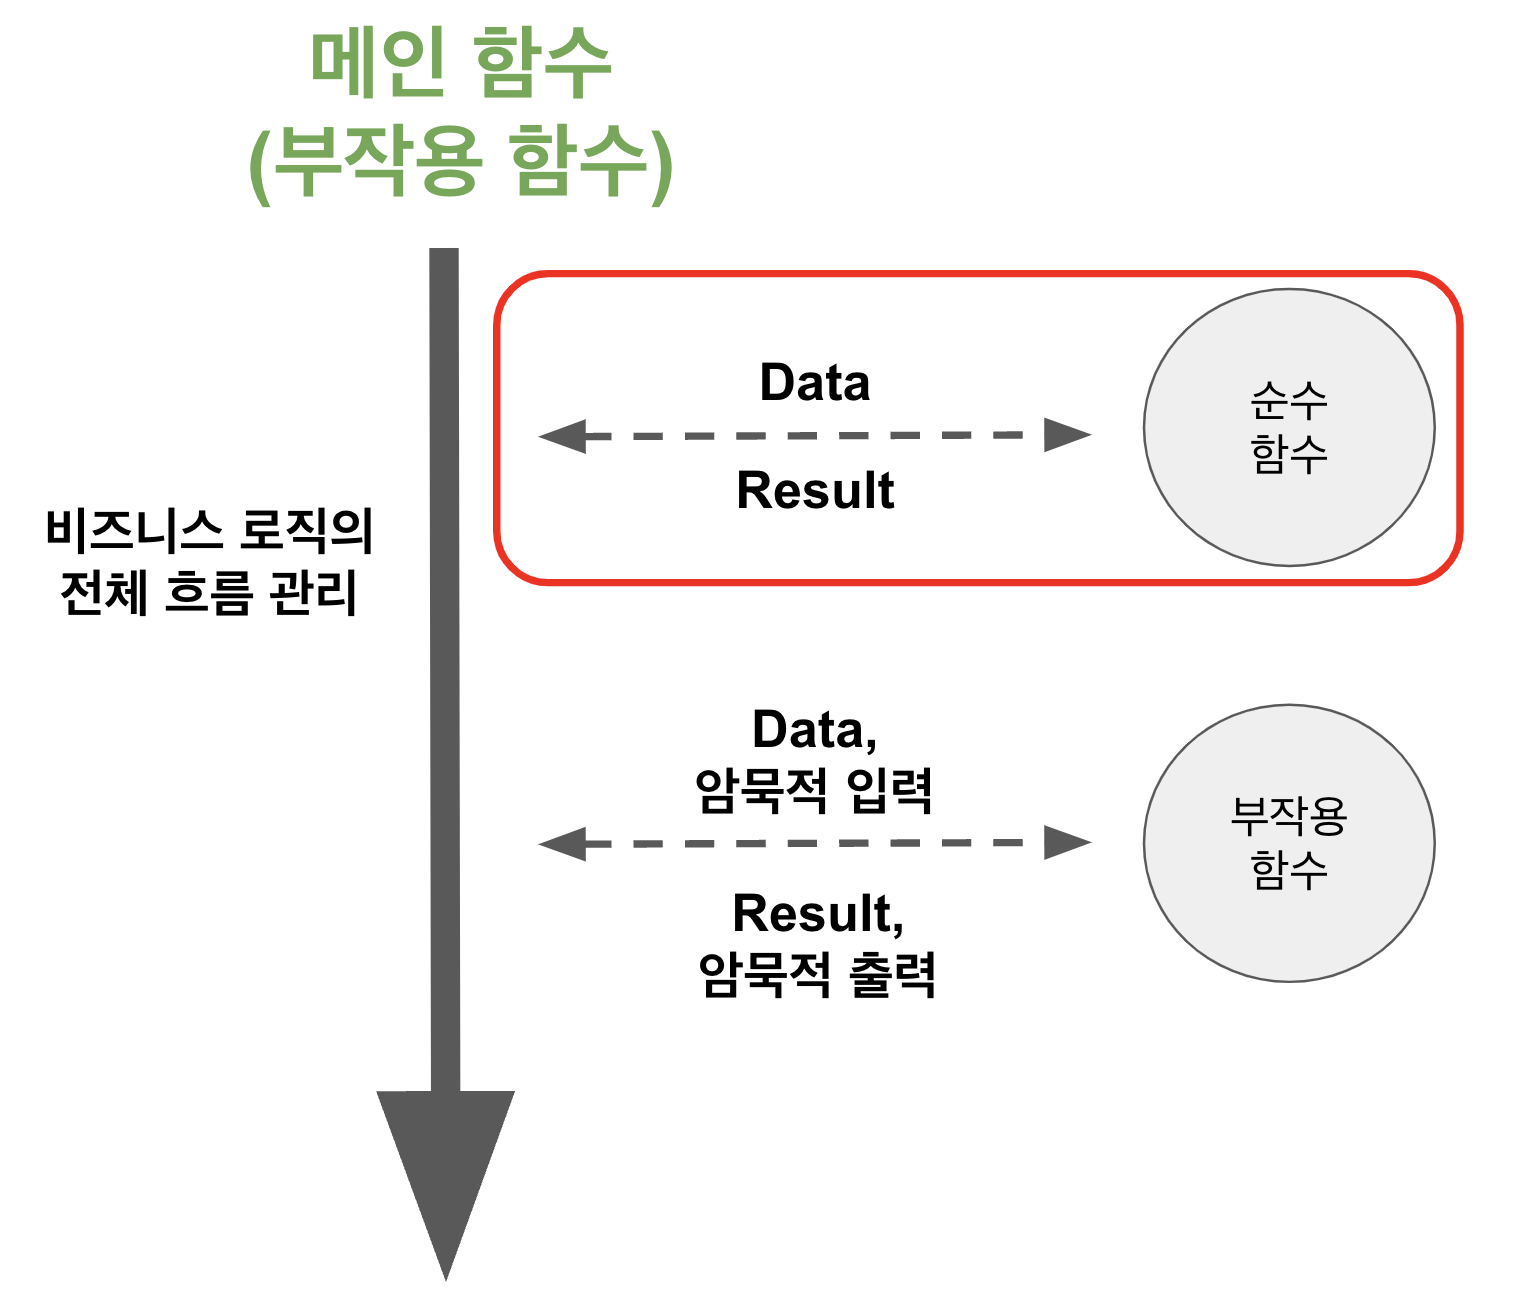 메인 함수
(부작용 함수)
Data
Result
순수
함수
비즈니스 로직의
전체 흐름 관리
Data,
암묵적 입력
Result,
암묵적 출력
부작용
함수